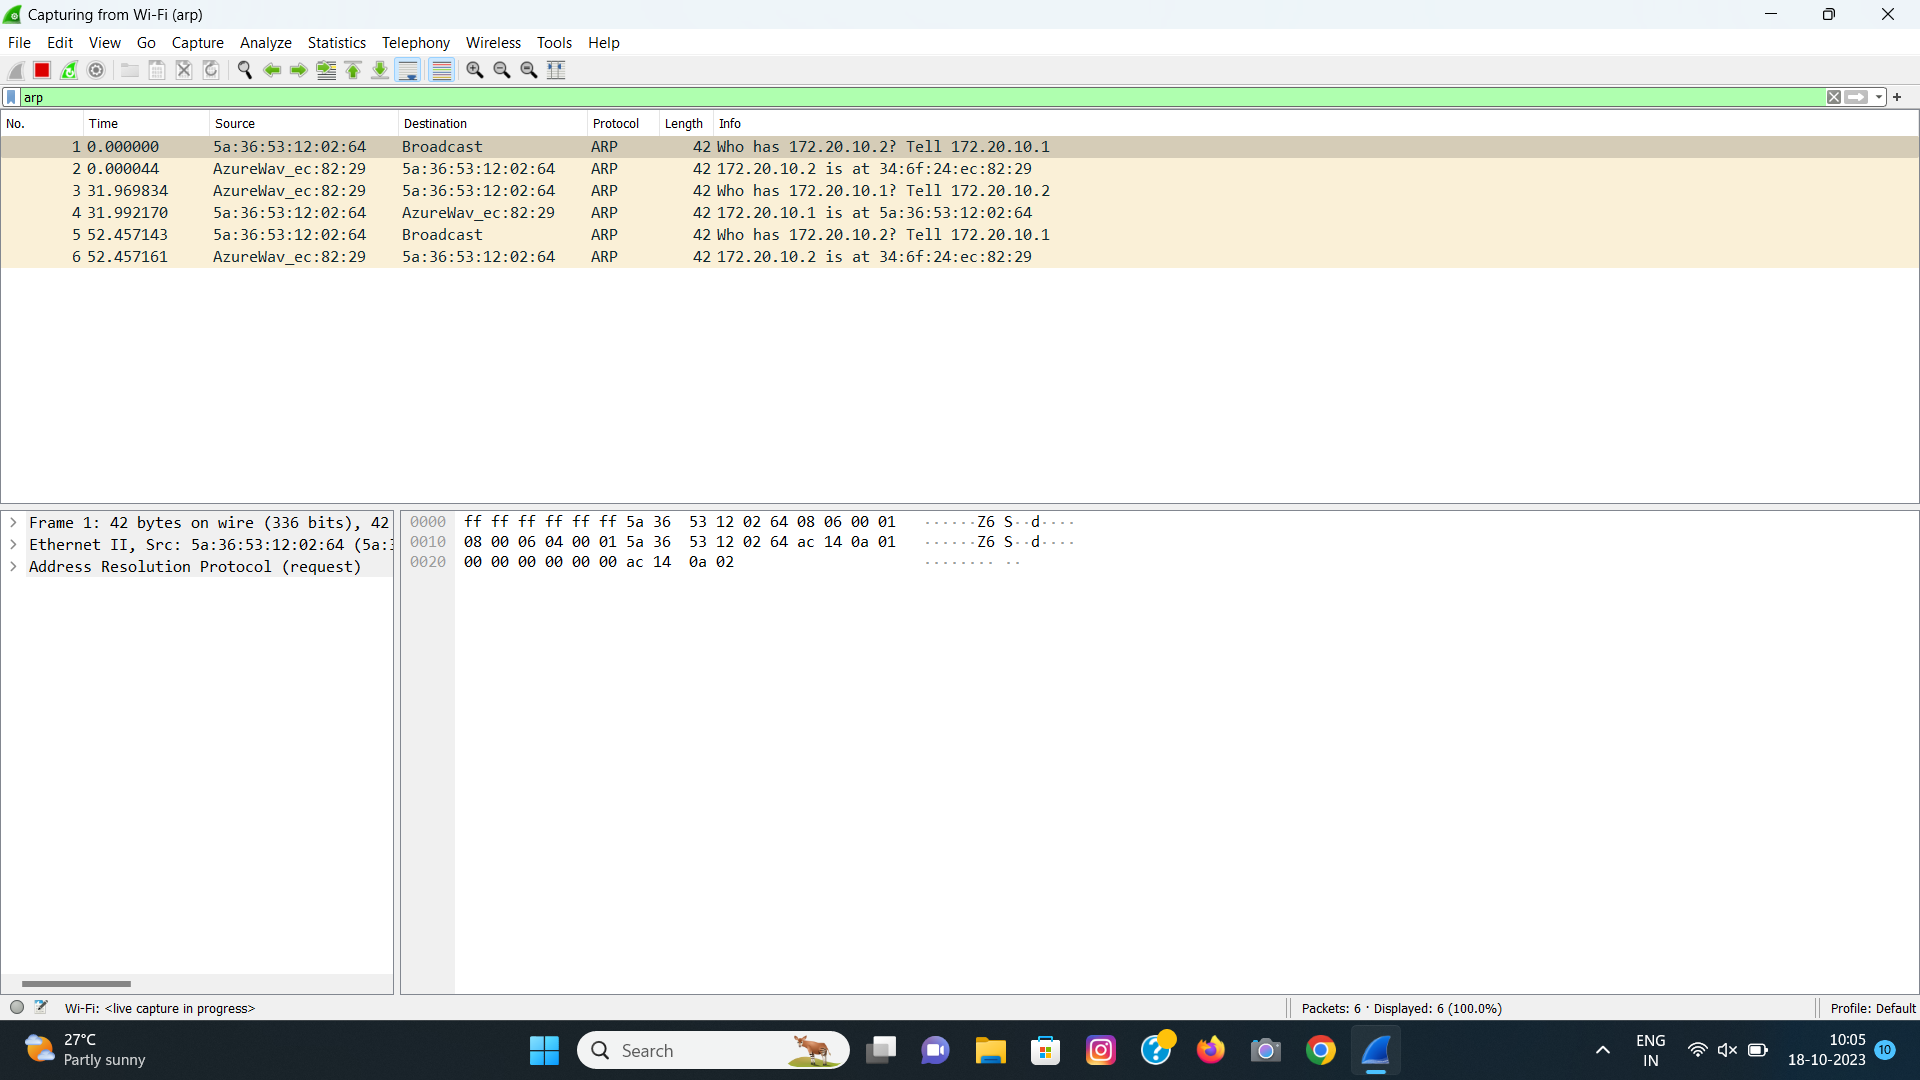 Capturing from Wi-Fi (arp)
File Edit View Go Capture Analyze Statistics Telephony Wireless Tools Help
arp
No. Time Source Destination Protocol Length Info
1 0.000000 5a:36:53:12:02:64 Broadcast ARP 42 Who has 172.20.10.2? Tell 172.20.10.1
2 0.000044 AzureWav_ec:82:29 5a:36:53:12:02:64 ARP 42 172.20.10.2 is at 34:6f:24:ec:82:29
3 31.969834 AzureWav_ec:82:29 5a:36:53:12:02:64 ARP 42 Who has 172.20.10.1? Tell 172.20.10.2
4 31.992170 5a:36:53:12:02:64 AzureWav_ec:82:29 ARP 42 172.20.10.1 is at 5a:36:53:12:02:64
5 52.457143 5a:36:53:12:02:64 Broadcast ARP 42 Who has 172.20.10.2? Tell 172.20.10.1
6 52.457161 AzureWav_ec:82:29 5a:36:53:12:02:64 ARP 42 172.20.10.2 is at 34:6f:24:ec:82:29
Frame 1: 42 bytes on wire (336 bits), 42
Ethernet II, Src: 5a:36:53:12:02:64 (5a:3
Address Resolution Protocol (request)
0000 ff ff ff ff ff ff 5a 36 53 12 02 64 08 06 00 01 ······Z6 S··d····
0010 08 00 06 04 00 01 5a 36 53 12 02 64 ac 14 0a 01 ······Z6 S··d····
0020 00 00 00 00 00 00 ac 14 0a 02 ········ ··
Wi-Fi: <live capture in progress>
Packets: 6 · Displayed: 6 (100.0%)
Profile: Default
27°C
Partly sunny
Search
ENG
IN
10:05
18-10-2023
10